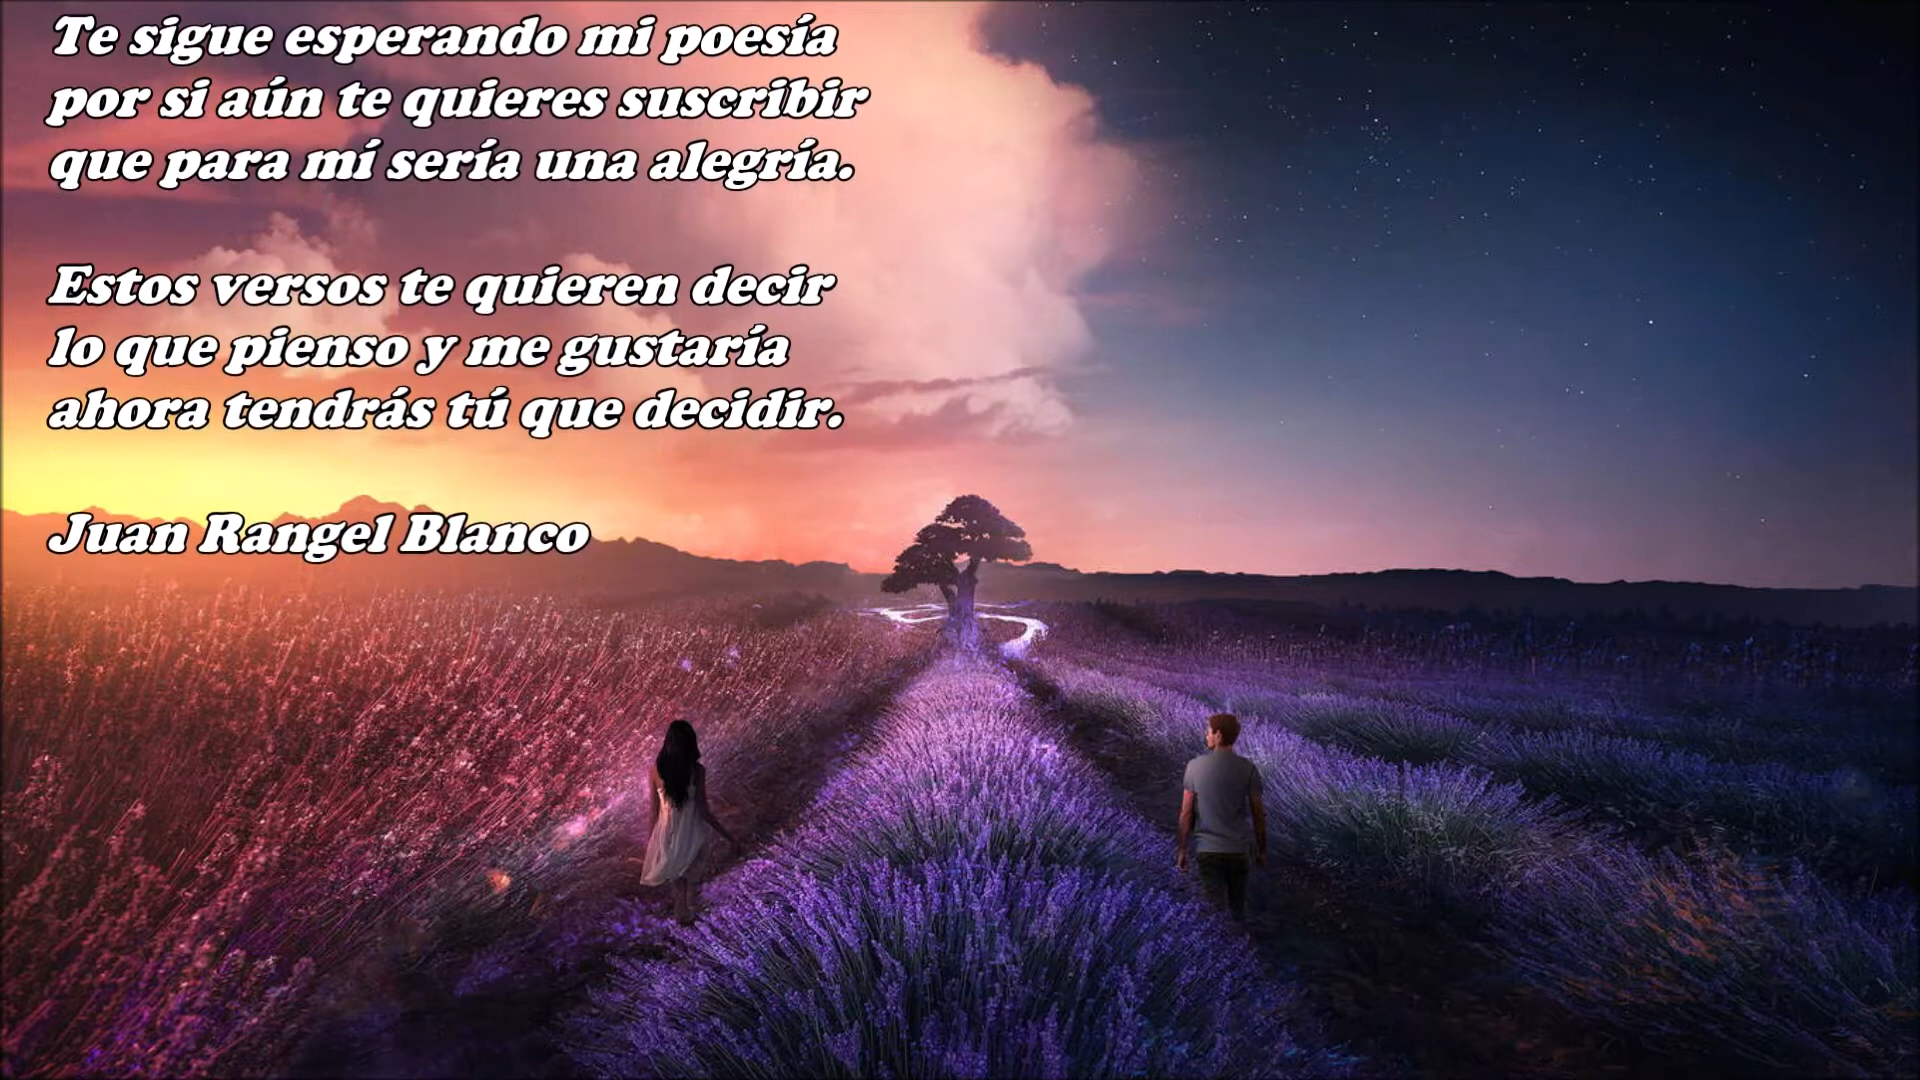 Te sigue esperando mi poesía
por si aún te quieres suscribir
que para mí sería una alegría.
Estos versos te quieren decir
lo que pienso y me gustaría
ahora tendrás tú que decidir.
Juan Rangel Blanco